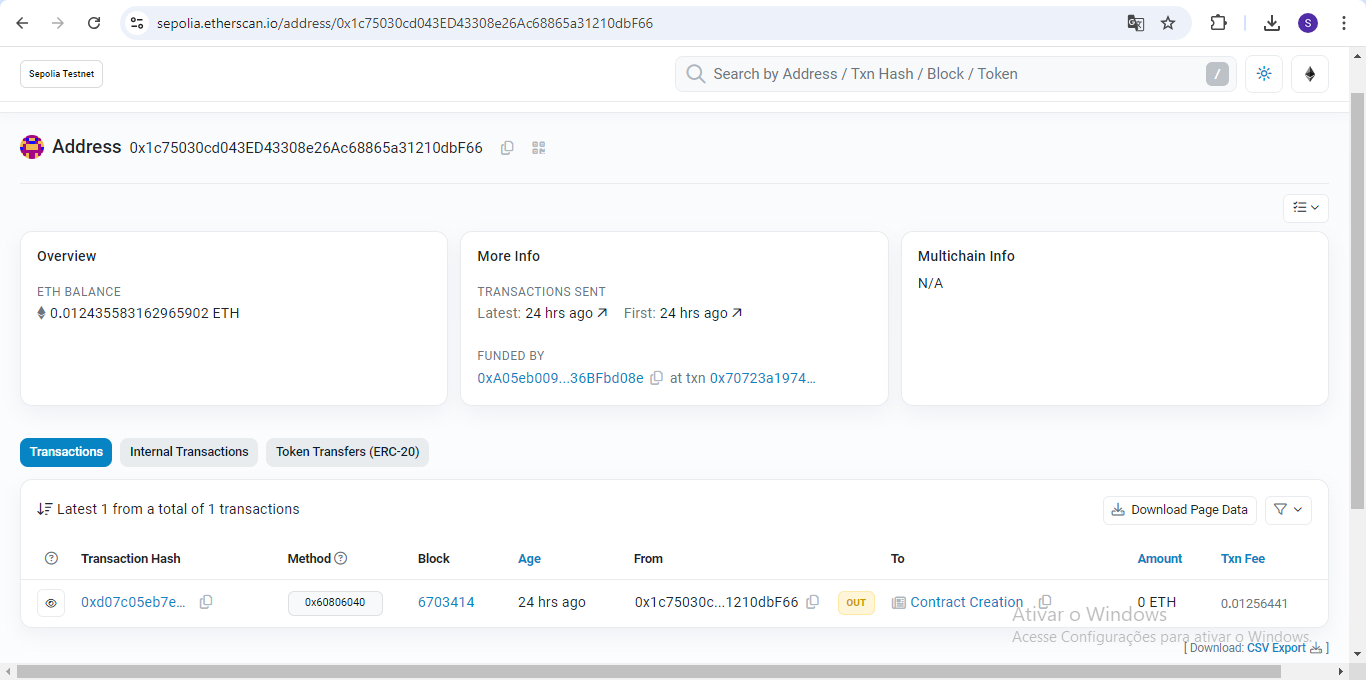 sepolia.etherscan.io/address/0x1c75030cd043ED43308e26Ac68865a31210dbF66
S
Sepolia Testnet
Search by Address / Txn Hash / Block / Token
/
Address 0x1c75030cd043ED43308e26Ac68865a31210dbF66
Overview
ETH BALANCE
0.012435583162965902 ETH
More Info
TRANSACTIONS SENT
Latest: 24 hrs ago First: 24 hrs ago
FUNDED BY
0xA05eb009...36BFbd08e at txn 0x70723a1974...
Multichain Info
N/A
Transactions Internal Transactions Token Transfers (ERC-20)
Latest 1 from a total of 1 transactions
Download Page Data
Transaction Hash Method Block Age From To Amount Txn Fee
0xd07c05eb7e... 0x60806040 6703414 24 hrs ago 0x1c75030c...1210dbF66 OUT Contract Creation 0 ETH 0.01256441
Ativar o Windows
Acesse Configurações para ativar o Windows.
[ Download: CSV Export ]